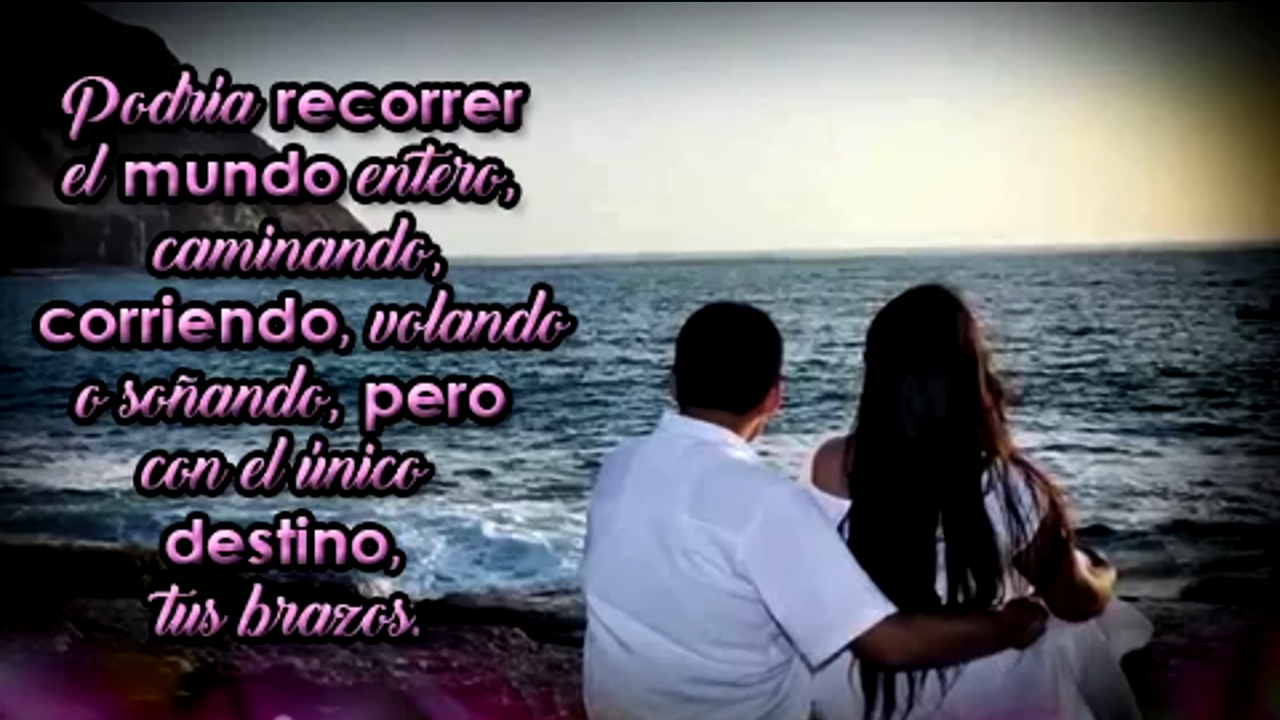 Podría recorrer
el mundo entero,
caminando,
corriendo, volando
o soñando, pero
con el único
destino,
tus brazos.